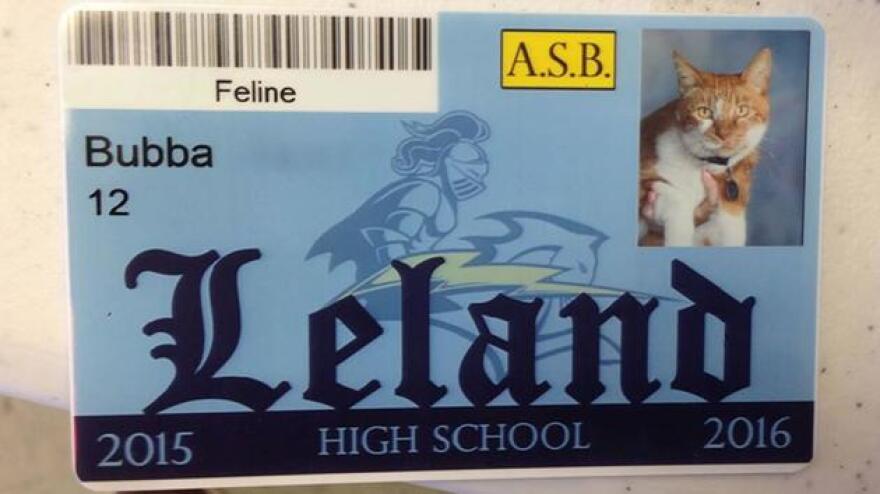 Feline
A.S.B.
Bubba
12
Leland
2015 HIGH SCHOOL 2016